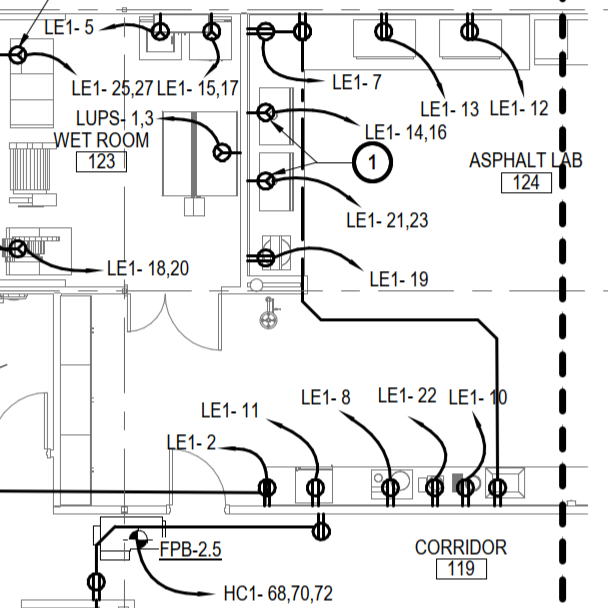 LE1- 5
LE1- 25,27
LE1- 15,17
LE1- 7
LE1- 13
LE1- 12
LUPS- 1,3
LE1- 14,16
WET ROOM
123
1
ASPHALT LAB
124
LE1- 21,23
LE1- 18,20
LE1- 19
LE1- 11
LE1- 8
LE1- 22
LE1- 10
LE1- 2
FPB-2.5
CORRIDOR
119
HC1- 68,70,72